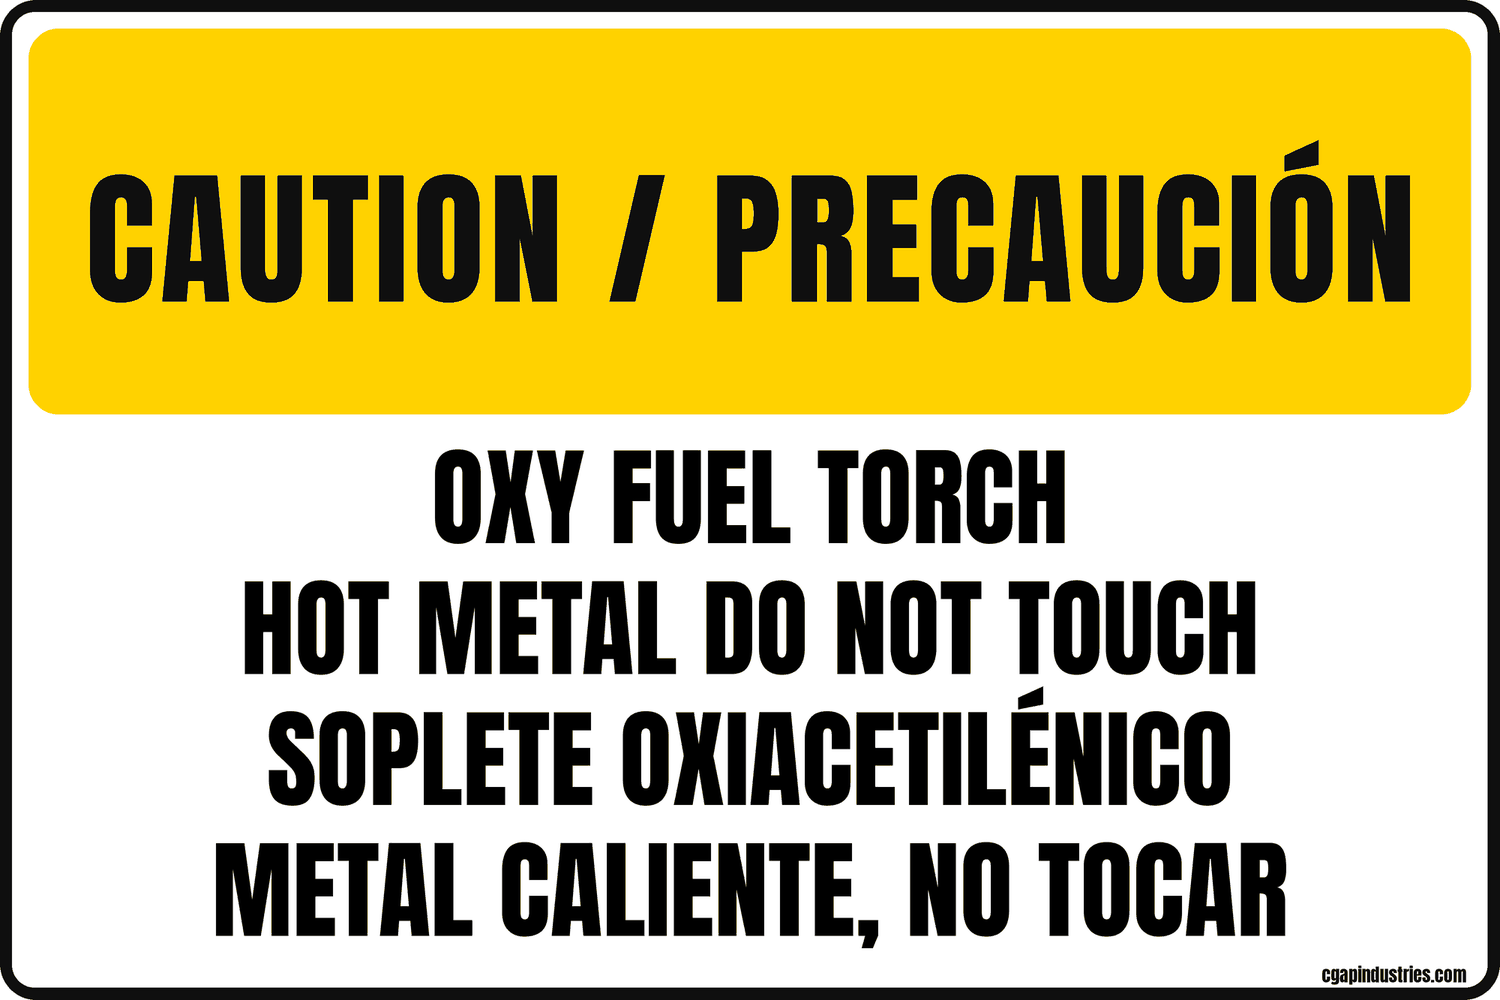 CAUTION / PRECAUCIÓN
OXY FUEL TORCH
HOT METAL DO NOT TOUCH
SOPLETE OXIACETILÉNICO
METAL CALIENTE, NO TOCAR
cgapindustries.com